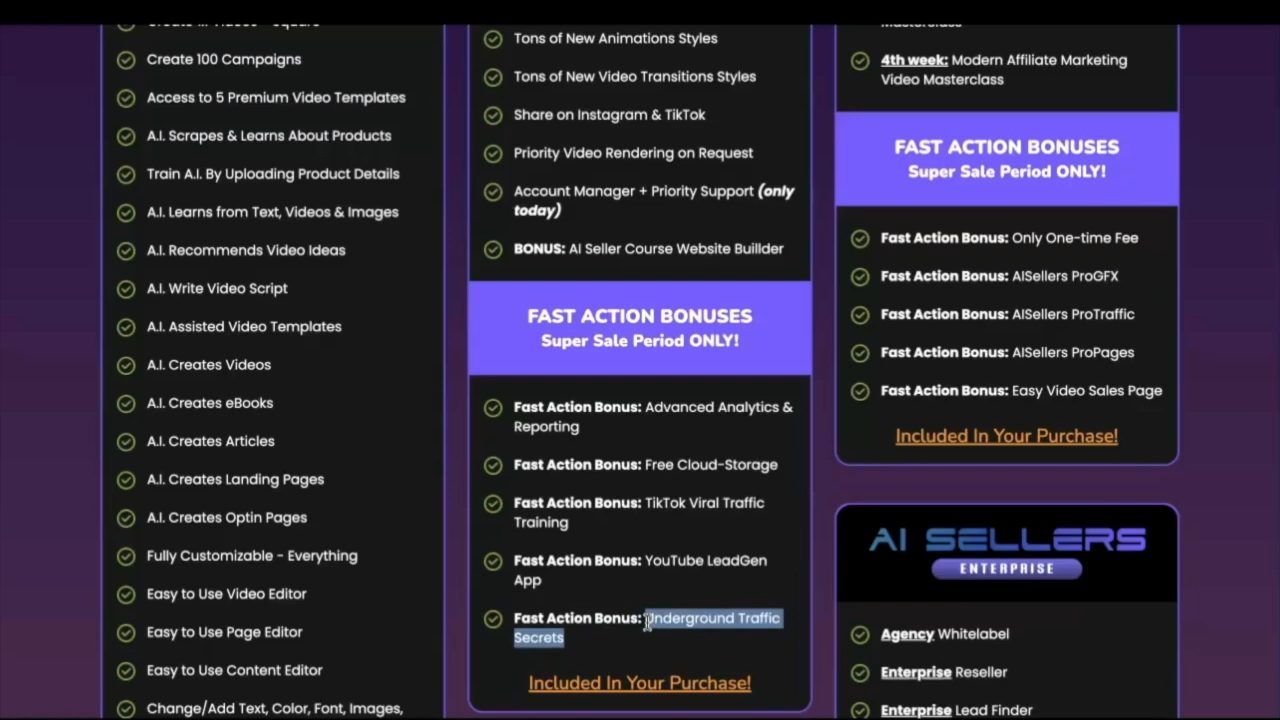 Create 100 Campaigns
Access to 5 Premium Video Templates
A.I. Scrapes & Learns About Products
Train A.I. By Uploading Product Details
A.I. Learns from Text, Videos & Images
A.I. Recommends Video Ideas
A.I. Write Video Script
A.I. Assisted Video Templates
A.I. Creates Videos
A.I. Creates eBooks
A.I. Creates Articles
A.I. Creates Landing Pages
A.I. Creates Optin Pages
Fully Customizable - Everything
Easy to Use Video Editor
Easy to Use Page Editor
Easy to Use Content Editor
Change/Add Text, Color, Font, Images,
Tons of New Animations Styles
Tons of New Video Transitions Styles
Share on Instagram & TikTok
Priority Video Rendering on Request
Account Manager + Priority Support (only
today)
BONUS: AI Seller Course Website Buillder
FAST ACTION BONUSES
Super Sale Period ONLY!
Fast Action Bonus: Advanced Analytics &
Reporting
Fast Action Bonus: Free Cloud-Storage
Fast Action Bonus: TikTok Viral Traffic
Training
Fast Action Bonus: YouTube LeadGen
App
Fast Action Bonus: Underground Traffic
Secrets
Included In Your Purchase!
Masterclass
4th week: Modern Affiliate Marketing
Video Masterclass
FAST ACTION BONUSES
Super Sale Period ONLY!
Fast Action Bonus: Only One-time Fee
Fast Action Bonus: AISellers ProGFX
Fast Action Bonus: AISellers ProTraffic
Fast Action Bonus: AISellers ProPages
Fast Action Bonus: Easy Video Sales Page
Included In Your Purchase!
AI SELLERS
ENTERPRISE
Agency Whitelabel
Enterprise Reseller
Enterprise Lead Finder